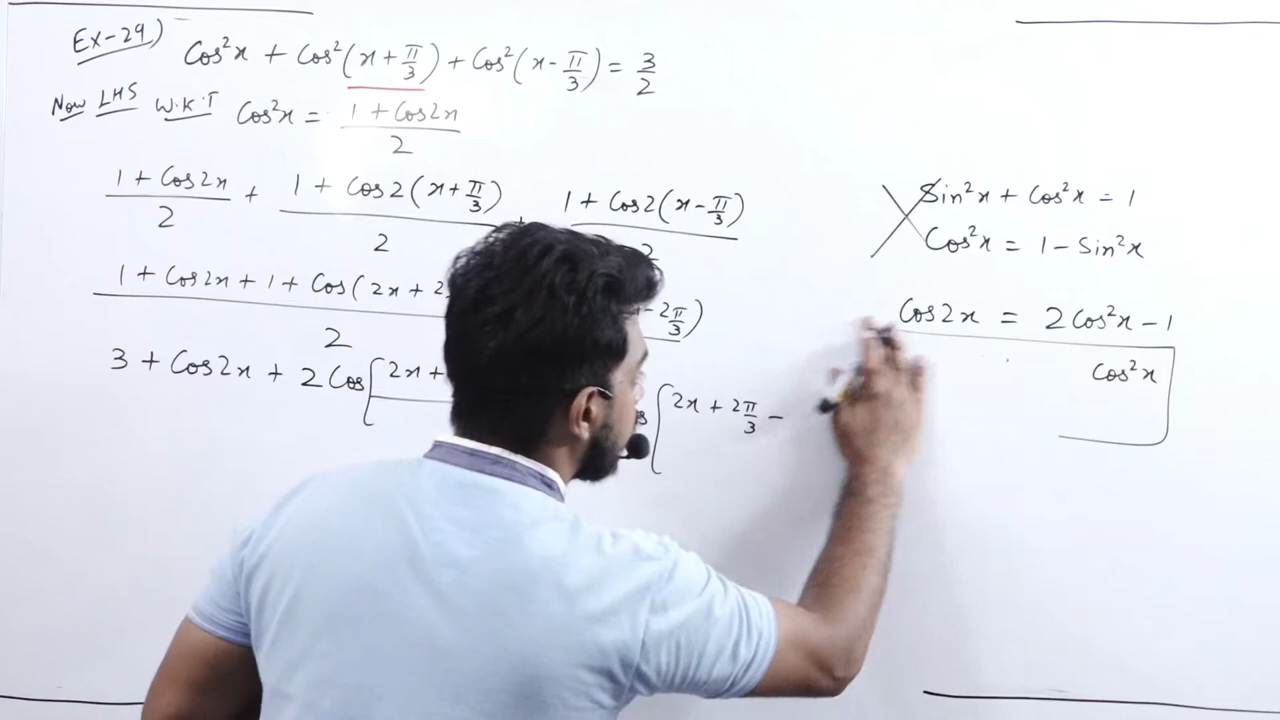 Ex-29) Cos²x + Cos²(x + π/3) + Cos²(x - π/3) = 3/2
Now LHS W.K.T Cos²x = (1 + Cos2x)/2
(1 + Cos2x)/2 + (1 + Cos2(x + π/3))/2 + (1 + Cos2(x - π/3))/2
1 + Cos2x + 1 + Cos(2x + 2 - 2π/3)
2
3 + Cos2x + 2 Cos[2x + [2x + 2π/3 -
Sin²x + Cos²x = 1
Cos²x = 1 - Sin²x
Cos2x = 2Cos²x - 1
Cos²x